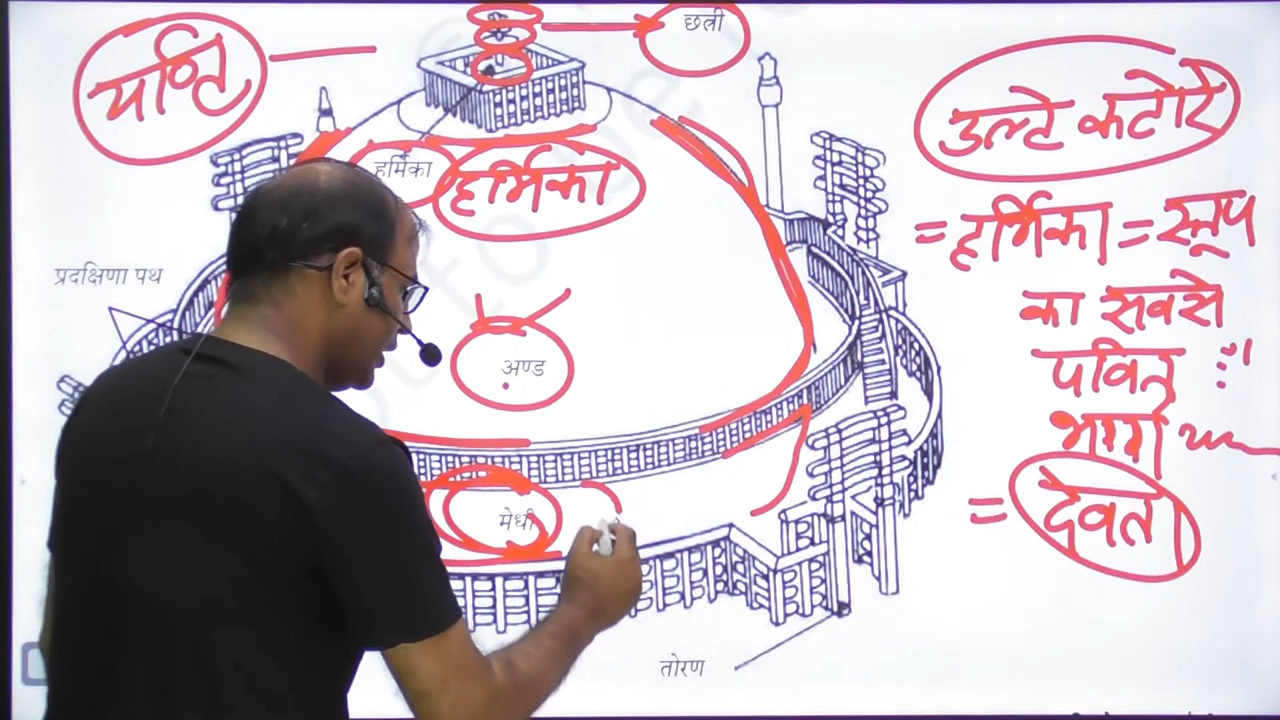 छत्री
यष्टि
हर्मिका
हर्मिका
प्रदक्षिणा पथ
अण्ड
मेधी
तोरण
उल्टे कटोरे
= हर्मिका = स्तूप
का सबसे
पवित्र
भाग
= देवता